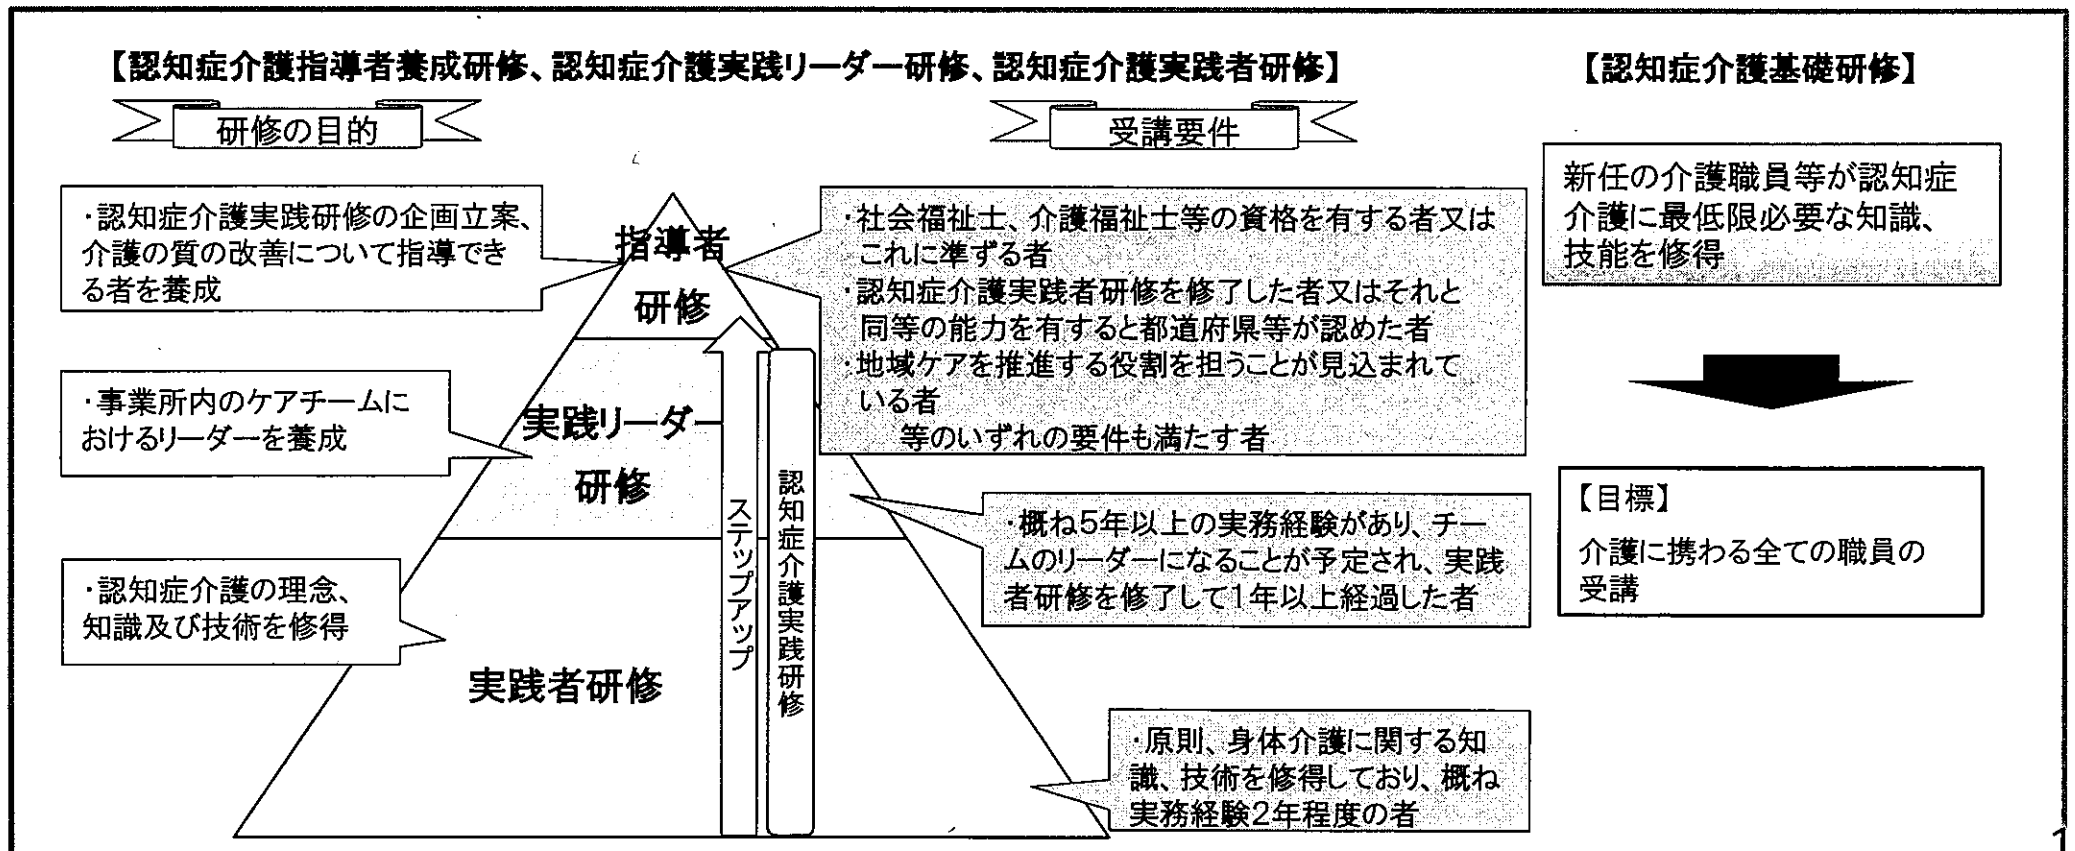 【認知症介護指導者養成研修、認知症介護実践リーダー研修、認知症介護実践者研修】
研修の目的
受講要件
・認知症介護実践研修の企画立案、
介護の質の改善について指導でき
る者を養成
・事業所内のケアチームに
おけるリーダーを養成
・認知症介護の理念、
知識及び技術を修得
指導者
研修
実践リーダー
研修
実践者研修
ステップアップ
認知症介護実践研修
・社会福祉士、介護福祉士等の資格を有する者又は
これに準ずる者
・認知症介護実践者研修を修了した者又はそれと
同等の能力を有すると都道府県等が認めた者
・地域ケアを推進する役割を担うことが見込まれて
いる者
等のいずれの要件も満たす者
・概ね5年以上の実務経験があり、チー
ムのリーダーになることが予定され、実践
者研修を修了して1年以上経過した者
・原則、身体介護に関する知
識、技術を修得しており、概ね
実務経験2年程度の者
【認知症介護基礎研修】
新任の介護職員等が認知症
介護に最低限必要な知識、
技能を修得
【目標】
介護に携わる全ての職員の
受講
1